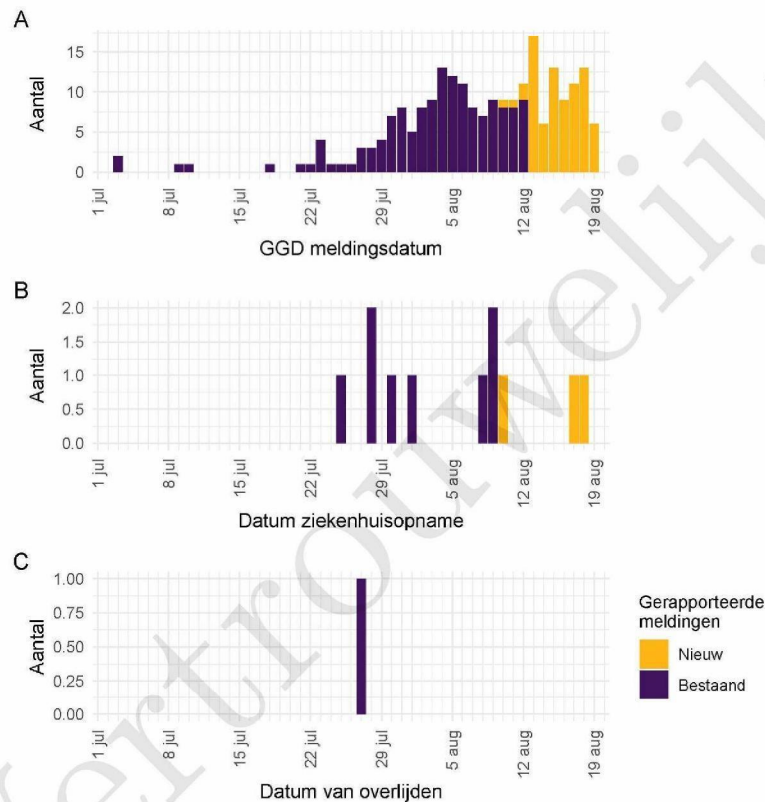 A
Aantal
15
10
5
0
1 jul
8 jul
15 jul
22 jul
29 jul
5 aug
12 aug
19 aug
GGD meldingsdatum
B
Aantal
2.0
1.5
1.0
0.5
0.0
1 jul
8 jul
15 jul
22 jul
29 jul
5 aug
12 aug
19 aug
Datum ziekenhuisopname
C
Aantal
1.00
0.75
0.50
0.25
0.00
1 jul
8 jul
15 jul
22 jul
29 jul
5 aug
12 aug
19 aug
Datum van overlijden
Gerapporteerde
meldingen
Nieuw
Bestaand